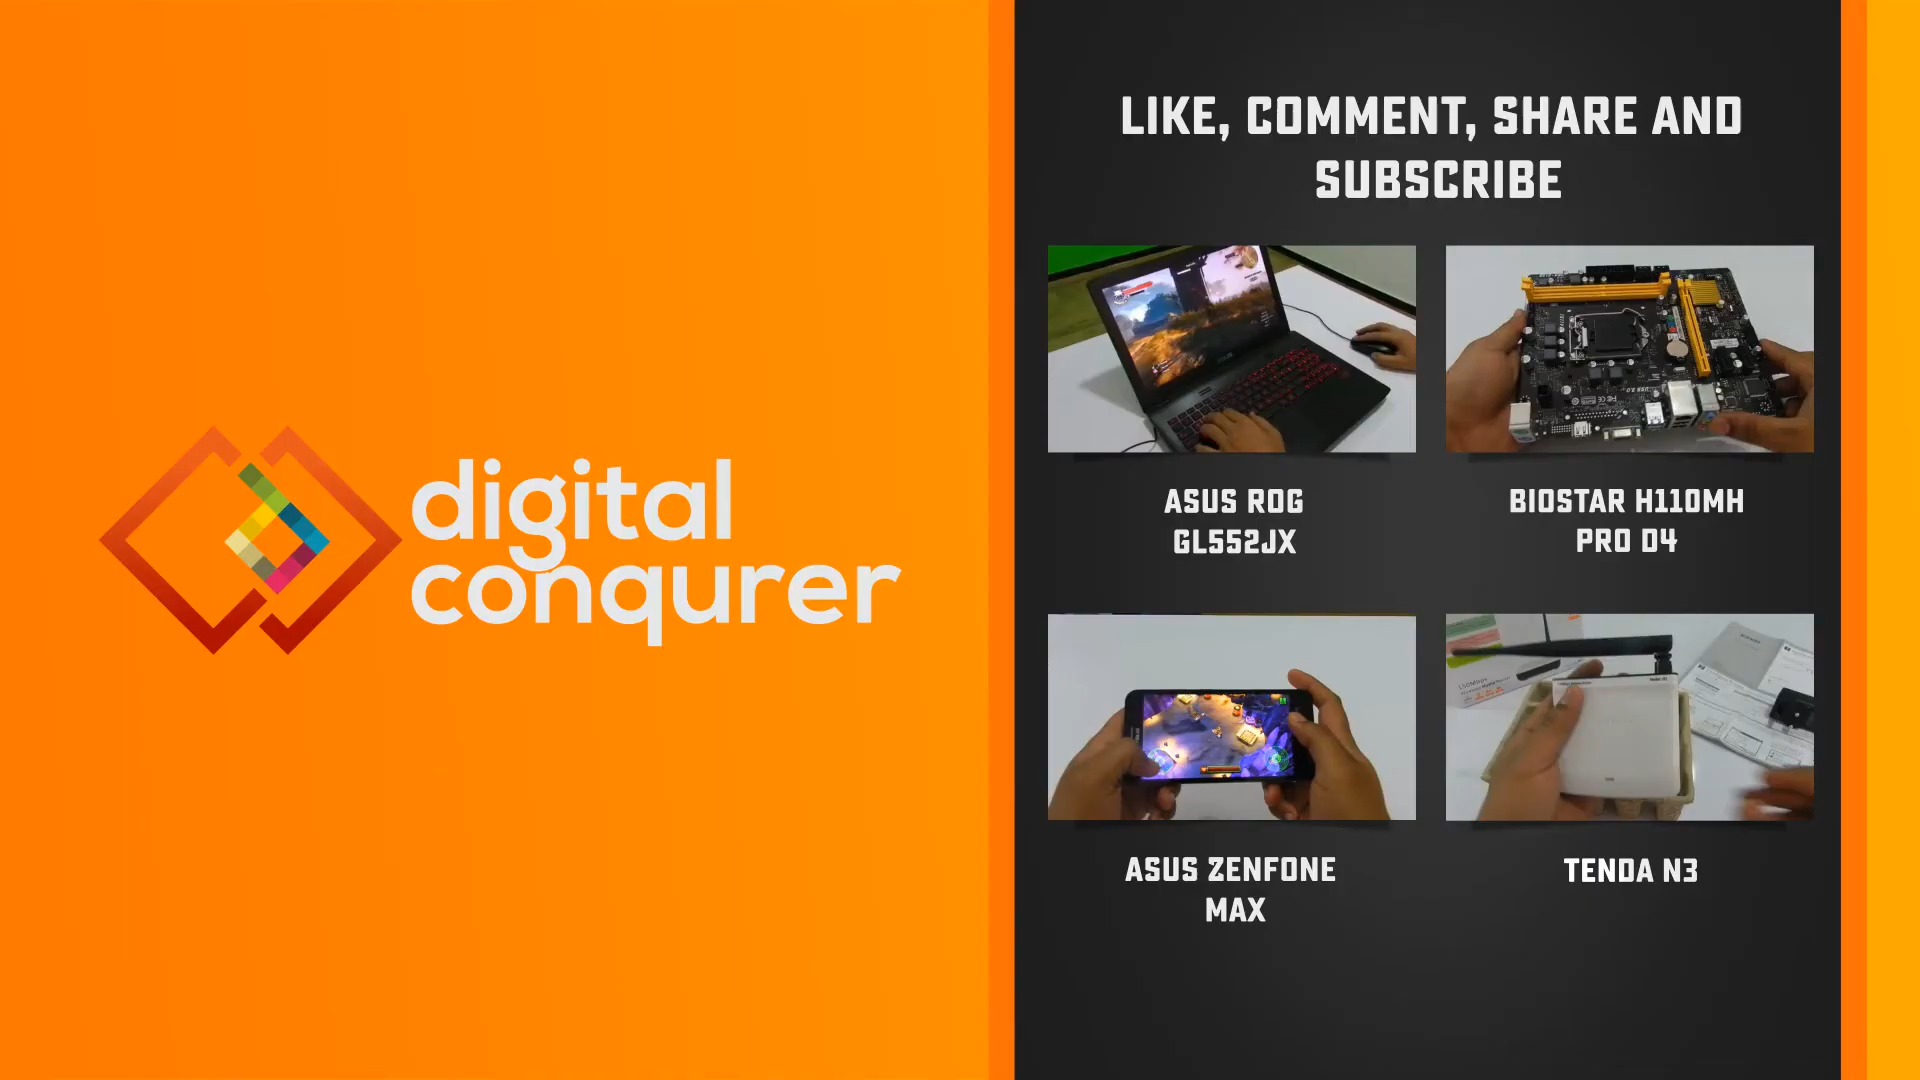 digital
conqurer
LIKE, COMMENT, SHARE AND
SUBSCRIBE
ASUS ROG
GL552JX
BIOSTAR H110MH
PRO D4
ASUS ZENFONE
MAX
150Mbps
TENDA N3